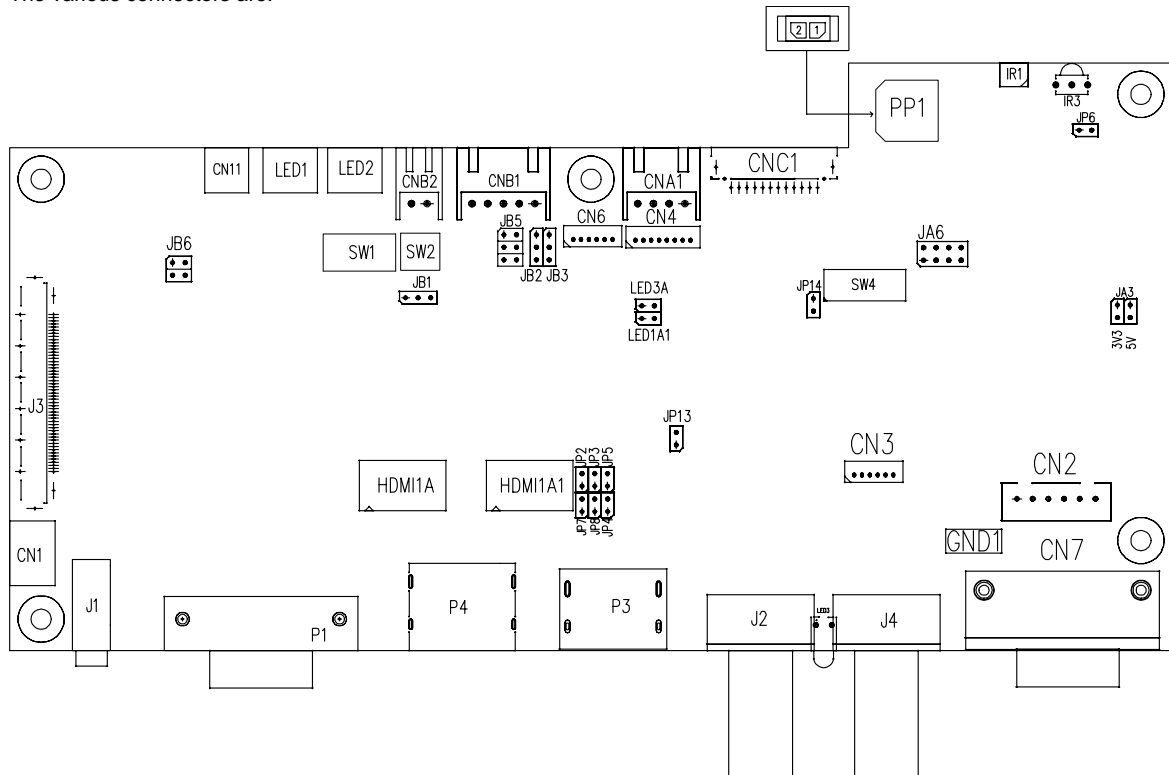 The various connectors are:
2 1
IR1
IR3
PP1
JP6
CN11
LED1
LED2
CNB2
CNB1
CNA1
CNC1
CN6
CN4
JB5
JB6
SW1
SW2
JB2 JB3
JA6
JB1
LED3A
LED1A1
JP14
SW4
JA3
3V3
5V
J3
JP13
JP2
JP3
JP5
HDMI1A
HDMI1A1
CN3
CN2
JP7
JP8
JP4
CN1
GND1
CN7
J1
P1
P4
P3
J2
LED3
J4